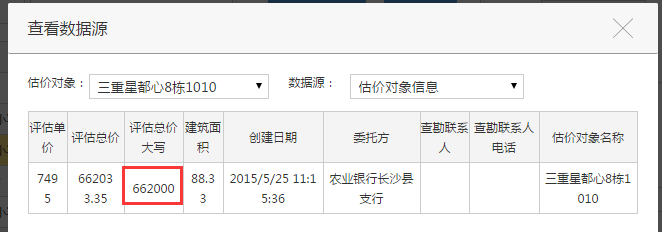 查看数据源
估价对象： 三重星都心8栋1010 数据源： 估价对象信息
评估单价 评估总价 评估总价大写 建筑面积 创建日期 委托方 查勘联系人 查勘联系人电话 估价对象名称
7495 662033.35 662000 88.33 2015/5/25 11:15:36 农业银行长沙县支行 三重星都心8栋1010